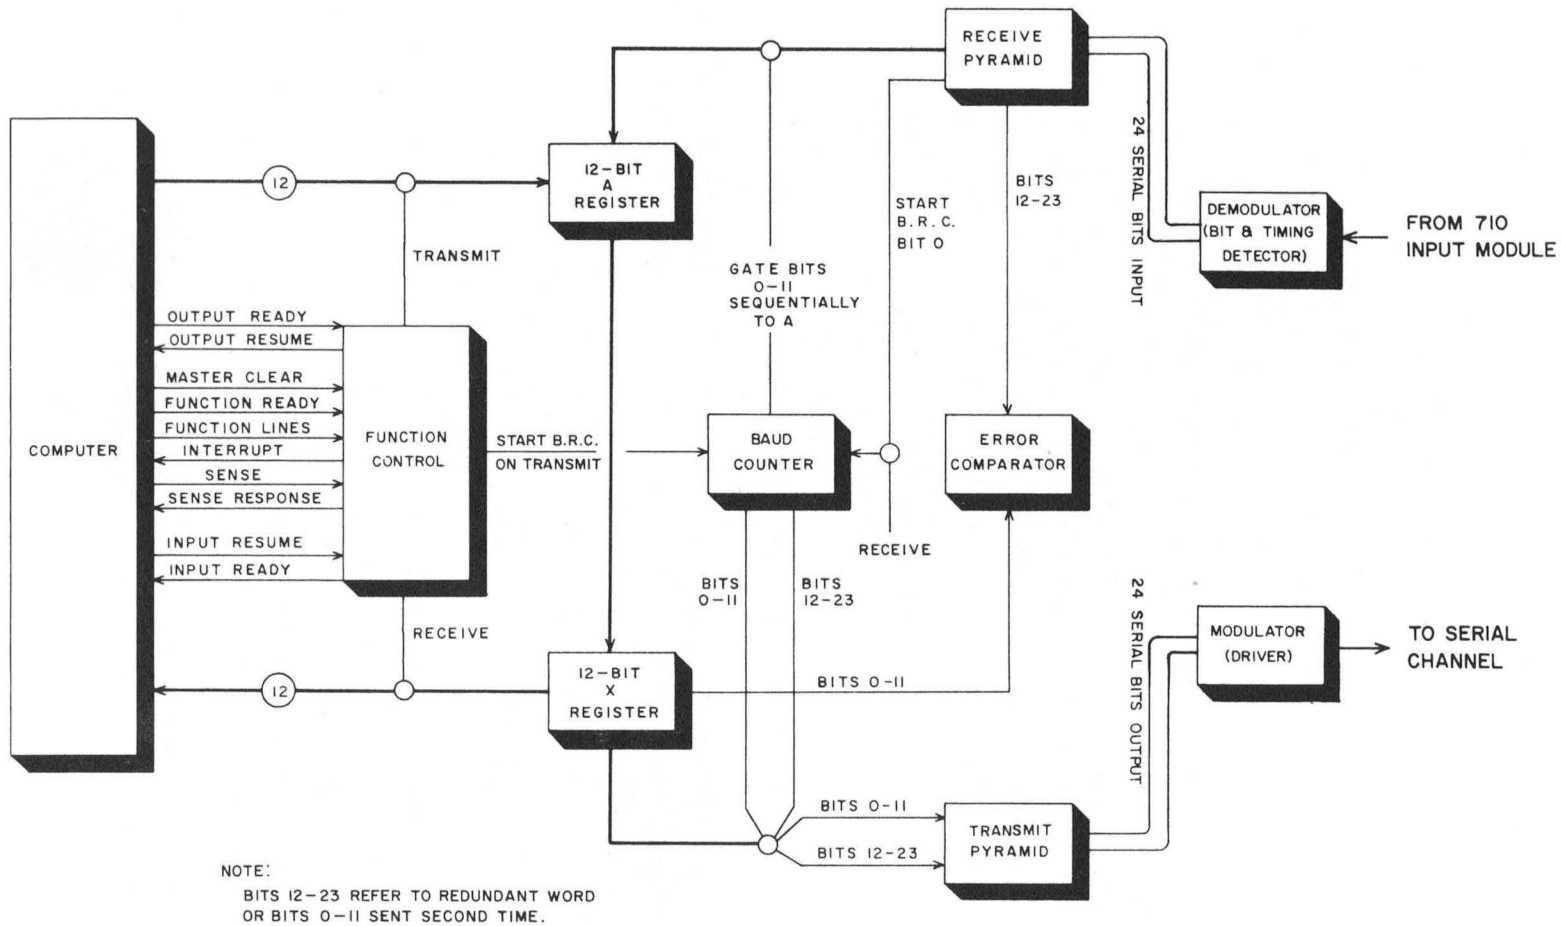 RECEIVE
PYRAMID
24 SERIAL BITS INPUT
12
12-BIT
A
REGISTER
BITS
12-23
START
B.R.C.
BIT 0
DEMODULATOR
(BIT & TIMING
DETECTOR)
FROM 710
INPUT MODULE
TRANSMIT
GATE BITS
0-11
SEQUENTIALLY
TO A
OUTPUT READY
OUTPUT RESUME
MASTER CLEAR
FUNCTION READY
FUNCTION LINES
INTERRUPT
SENSE
SENSE RESPONSE
INPUT RESUME
INPUT READY
COMPUTER
FUNCTION
CONTROL
START B.R.C.
ON TRANSMIT
BAUD
COUNTER
ERROR
COMPARATOR
RECEIVE
BITS
0-11
BITS
12-23
RECEIVE
12
12-BIT
X
REGISTER
BITS 0-11
24 SERIAL BITS OUTPUT
MODULATOR
(DRIVER)
TO SERIAL
CHANNEL
BITS 0-11
BITS 12-23
TRANSMIT
PYRAMID
NOTE:
BITS 12-23 REFER TO REDUNDANT WORD
OR BITS 0-11 SENT SECOND TIME.